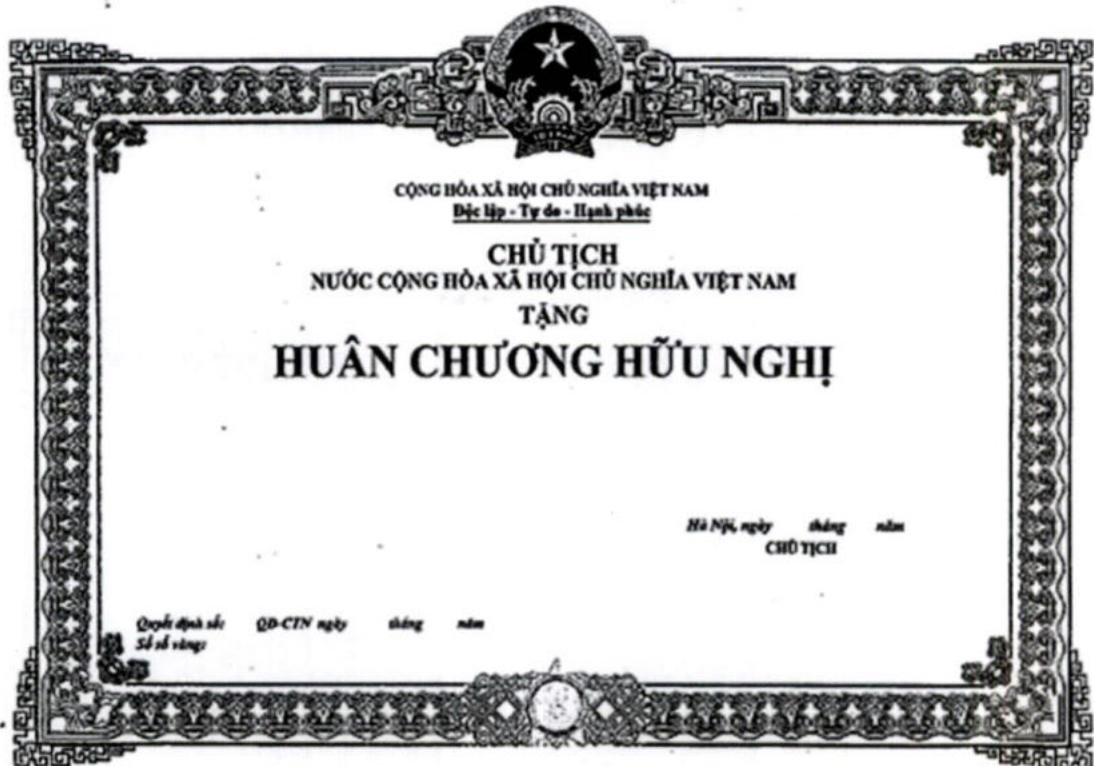 CỘNG HÒA XÃ HỘI CHỦ NGHĨA VIỆT NAM
Độc lập - Tự do - Hạnh phúc
CHỦ TỊCH
NƯỚC CỘNG HÒA XÃ HỘI CHỦ NGHĨA VIỆT NAM
TẶNG
HUÂN CHƯƠNG HỮU NGHỊ
Hà Nội, ngày tháng năm
CHỦ TỊCH
Quyết định số: QĐ-CTN ngày tháng năm
Số sổ vàng: